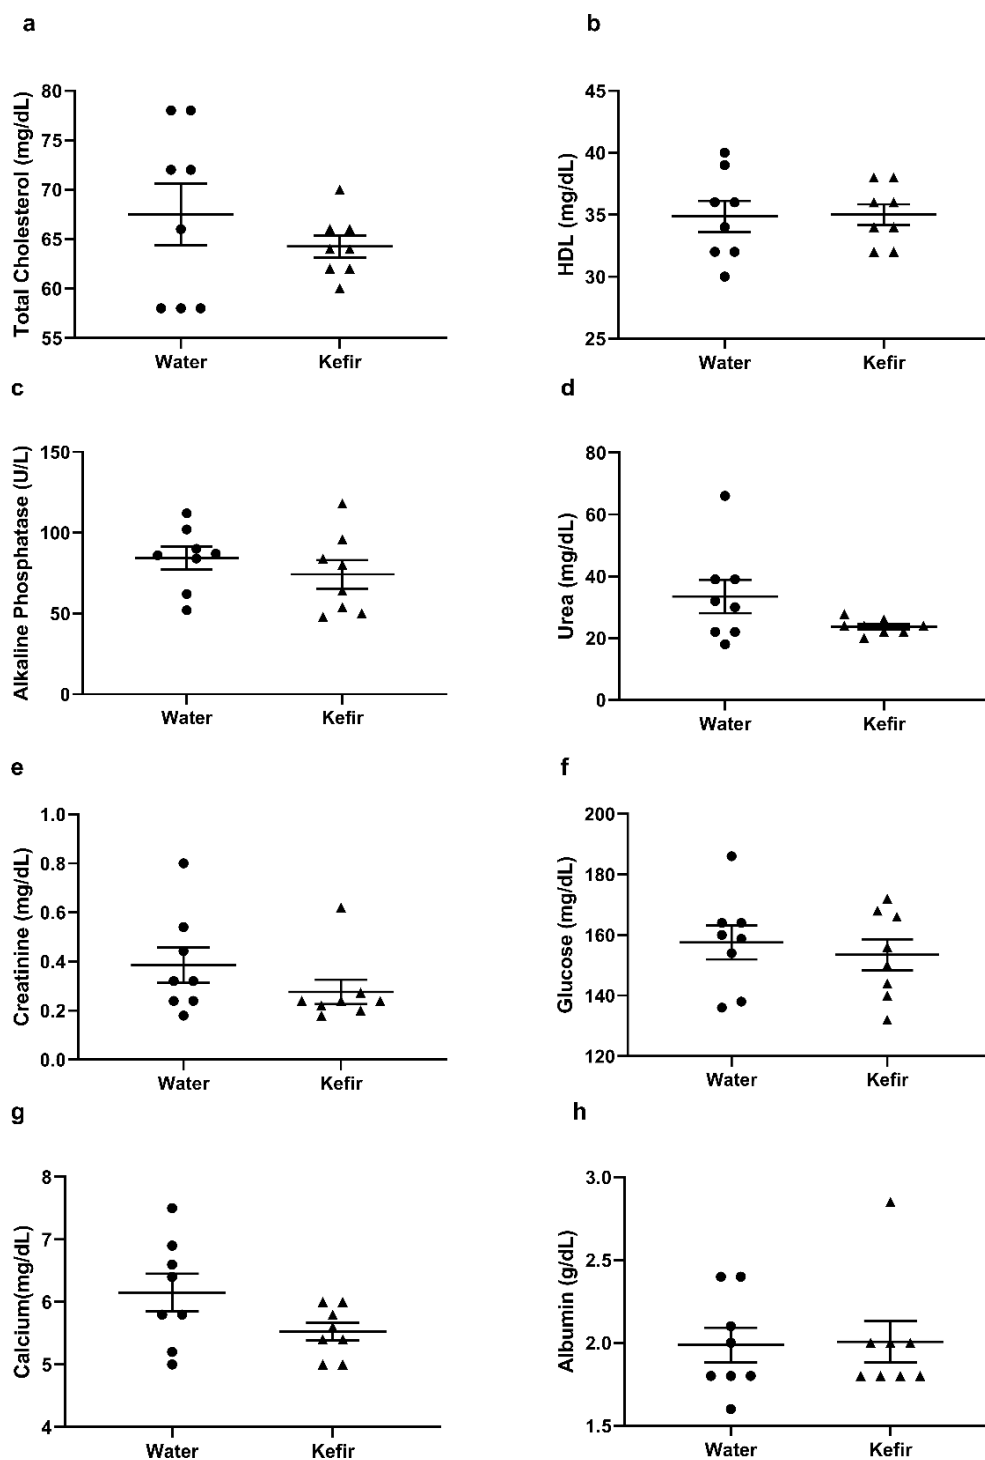 a
Total Cholesterol (mg/dL)
80
75
70
65
60
55
Water Kefir
b
HDL (mg/dL)
45
40
35
30
25
Water Kefir
c
Alkaline Phosphatase (U/L)
150
100
50
0
Water Kefir
d
Urea (mg/dL)
80
60
40
20
0
Water Kefir
e
Creatinine (mg/dL)
1.0
0.8
0.6
0.4
0.2
0.0
Water Kefir
f
Glucose (mg/dL)
200
180
160
140
120
Water Kefir
g
Calcium(mg/dL)
8
7
6
5
4
Water Kefir
h
Albumin (g/dL)
3.0
2.5
2.0
1.5
Water Kefir